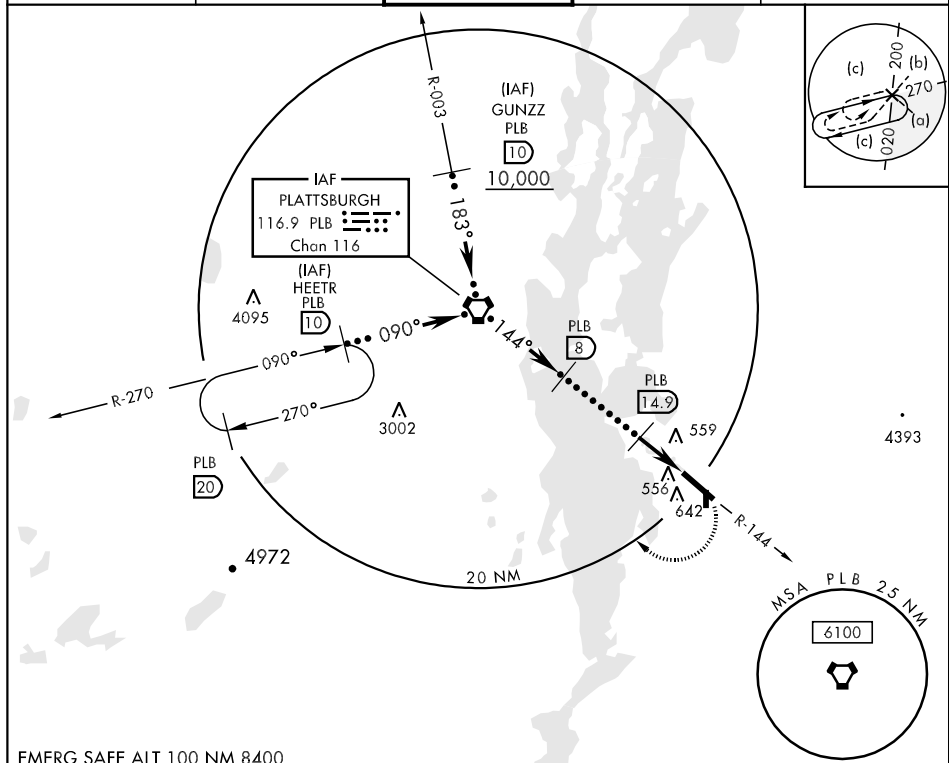 R-003
(IAF)
GUNZZ
PLB
10
10,000
183°
IAF
PLATTSBURGH
116.9 PLB
Chan 116
(IAF)
HEETR
PLB
10
4095
090°
090°
R-270
270°
3002
PLB
20
4972
144°
PLB
8
PLB
14.9
559
556
642
4393
R-144
20 NM
(c)
200
(b)
270
(a)
(c)
020
MSA PLB 25 NM
6100
EMERG SAFE ALT 100 NM 8400